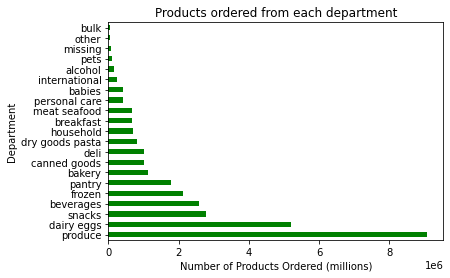 Products ordered from each department
bulk
other
missing
pets
alcohol
international
babies
personal care
meat seafood
breakfast
household
dry goods pasta
deli
canned goods
bakery
pantry
frozen
beverages
snacks
dairy eggs
produce
Department
0 2 4 6 8
1e6
Number of Products Ordered (millions)